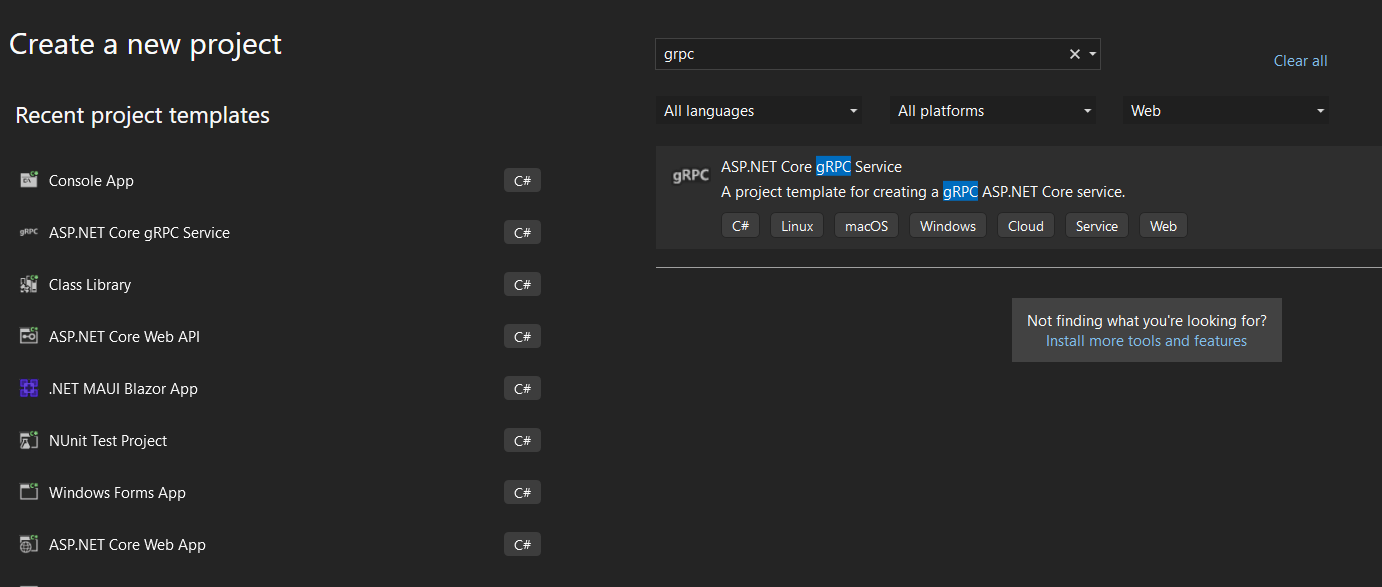 Create a new project
Recent project templates
Console App C#
gRPC ASP.NET Core gRPC Service C#
Class Library C#
ASP.NET Core Web API C#
.NET MAUI Blazor App C#
NUnit Test Project C#
Windows Forms App C#
ASP.NET Core Web App C#
grpc
Clear all
All languages All platforms Web
gRPC ASP.NET Core gRPC Service
A project template for creating a gRPC ASP.NET Core service.
C# Linux macOS Windows Cloud Service Web
Not finding what you're looking for?
Install more tools and features